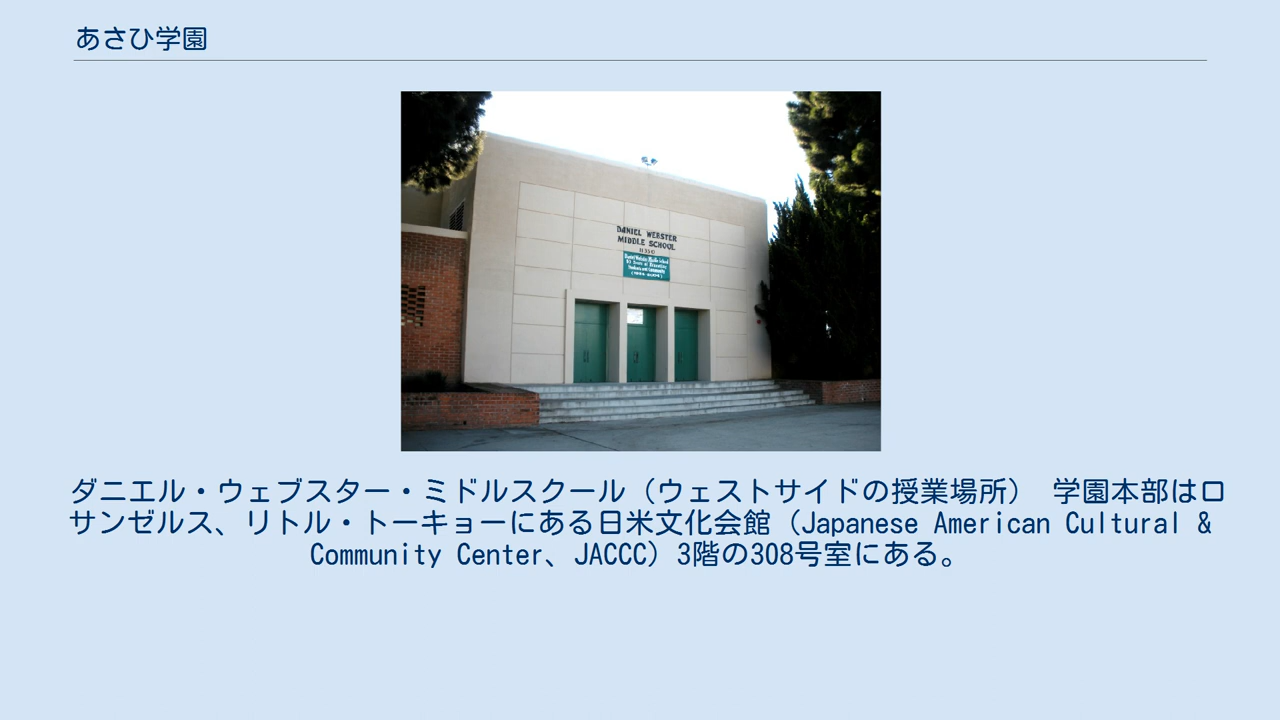 あさひ学園
DANIEL WEBSTER
MIDDLE SCHOOL
ダニエル・ウェブスター・ミドルスクール（ウェストサイドの授業場所） 学園本部はロ
サンゼルス、リトル・トーキョーにある日米文化会館（Japanese American Cultural &
Community Center、JACCC）3階の308号室にある。